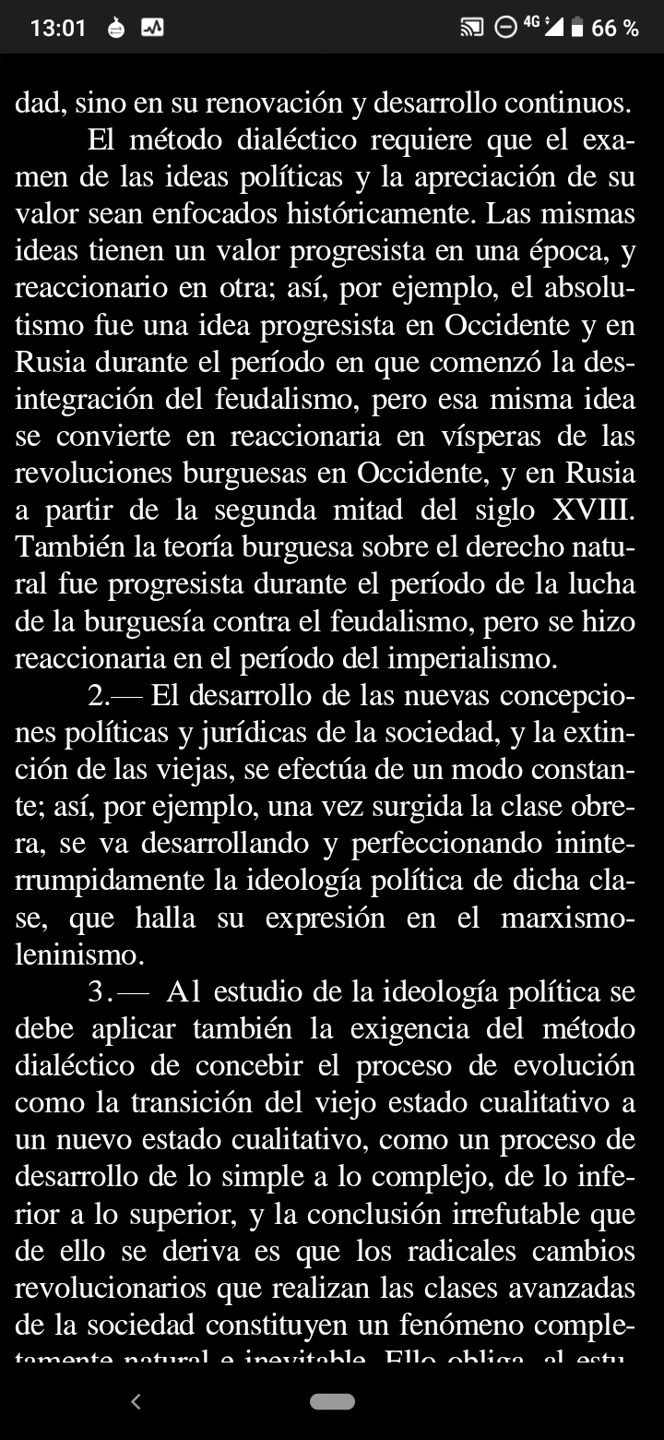 13:01
4G 66 %
dad, sino en su renovación y desarrollo continuos.
El método dialéctico requiere que el exa-
men de las ideas políticas y la apreciación de su
valor sean enfocados históricamente. Las mismas
ideas tienen un valor progresista en una época, y
reaccionario en otra; así, por ejemplo, el absolu-
tismo fue una idea progresista en Occidente y en
Rusia durante el período en que comenzó la des-
integración del feudalismo, pero esa misma idea
se convierte en reaccionaria en vísperas de las
revoluciones burguesas en Occidente, y en Rusia
a partir de la segunda mitad del siglo XVIII.
También la teoría burguesa sobre el derecho natu-
ral fue progresista durante el período de la lucha
de la burguesía contra el feudalismo, pero se hizo
reaccionaria en el período del imperialismo.
2.— El desarrollo de las nuevas concepcio-
nes políticas y jurídicas de la sociedad, y la extin-
ción de las viejas, se efectúa de un modo constan-
te; así, por ejemplo, una vez surgida la clase obre-
ra, se va desarrollando y perfeccionando ininte-
rrumpidamente la ideología política de dicha cla-
se, que halla su expresión en el marxismo-
leninismo.
3.— Al estudio de la ideología política se
debe aplicar también la exigencia del método
dialéctico de concebir el proceso de evolución
como la transición del viejo estado cualitativo a
un nuevo estado cualitativo, como un proceso de
desarrollo de lo simple a lo complejo, de lo infe-
rior a lo superior, y la conclusión irrefutable que
de ello se deriva es que los radicales cambios
revolucionarios que realizan las clases avanzadas
de la sociedad constituyen un fenómeno comple-
tamente natural e inevitable. Ello obliga, al estu-